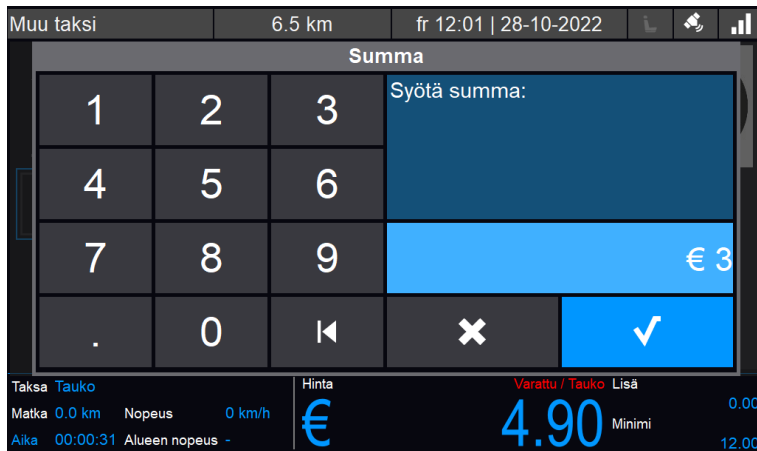 Muu taksi 6.5 km fr 12:01 | 28-10-2022
Summa
1 2 3 Syötä summa:
4 5 6
7 8 9 € 3
. 0
Taksa Tauko Hinta Varattu / Tauko Lisä
Matka 0.0 km Nopeus 0 km/h € 4.90 Minimi 0.00
Aika 00:00:31 Alueen nopeus - 12.00